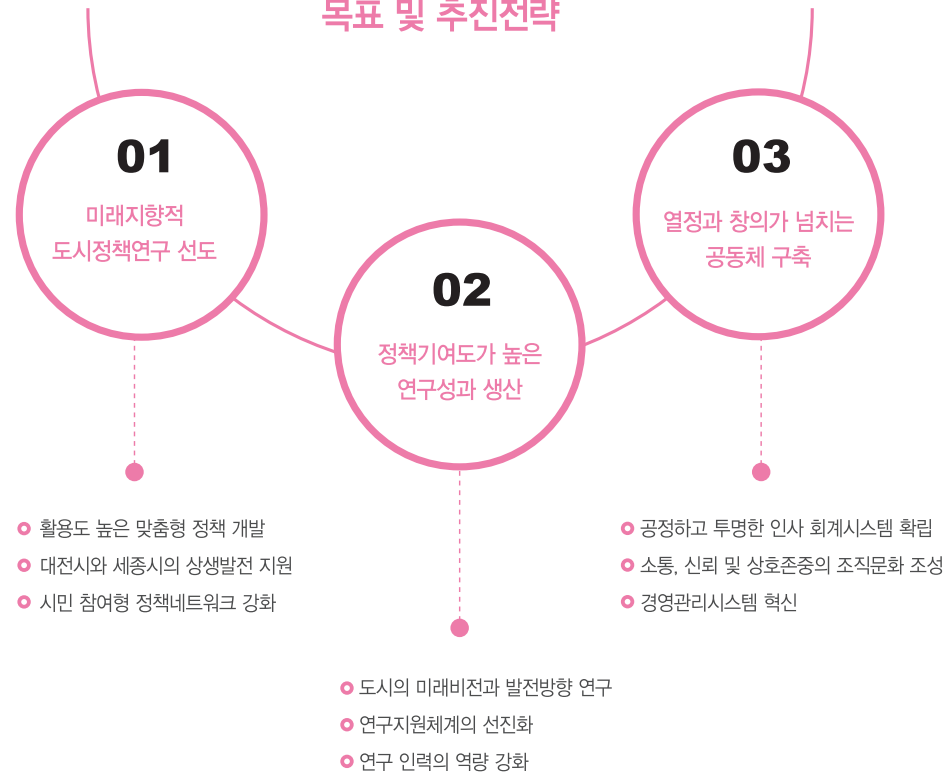 목표 및 추진전략
01
미래지향적
도시정책연구 선도
활용도 높은 맞춤형 정책 개발
대전시와 세종시의 상생발전 지원
시민 참여형 정책네트워크 강화
02
정책기여도가 높은
연구성과 생산
도시의 미래비전과 발전방향 연구
연구지원체계의 선진화
연구 인력의 역량 강화
03
열정과 창의가 넘치는
공동체 구축
공정하고 투명한 인사 회계시스템 확립
소통, 신뢰 및 상호존중의 조직문화 조성
경영관리시스템 혁신